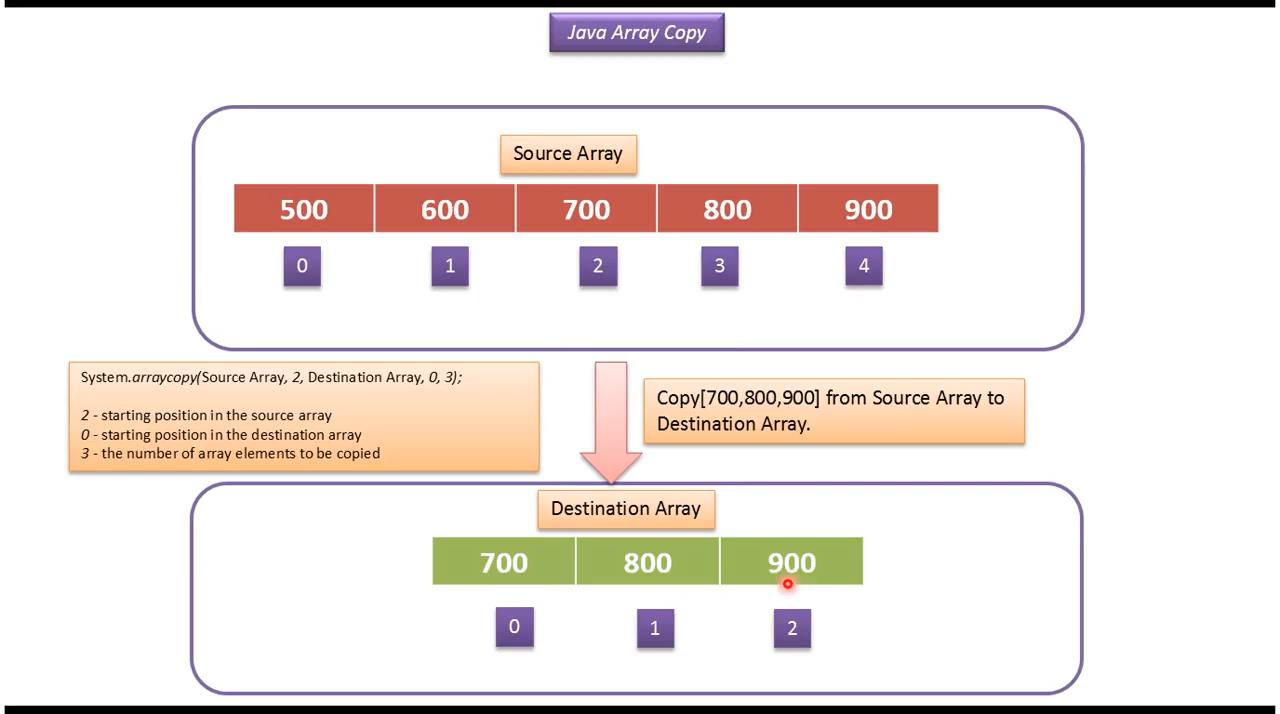 Java Array Copy
Source Array
500 600 700 800 900
0 1 2 3 4
System.arraycopy(Source Array, 2, Destination Array, 0, 3);
2 - starting position in the source array
0 - starting position in the destination array
3 - the number of array elements to be copied
Copy[700,800,900] from Source Array to
Destination Array.
Destination Array
700 800 900
0 1 2